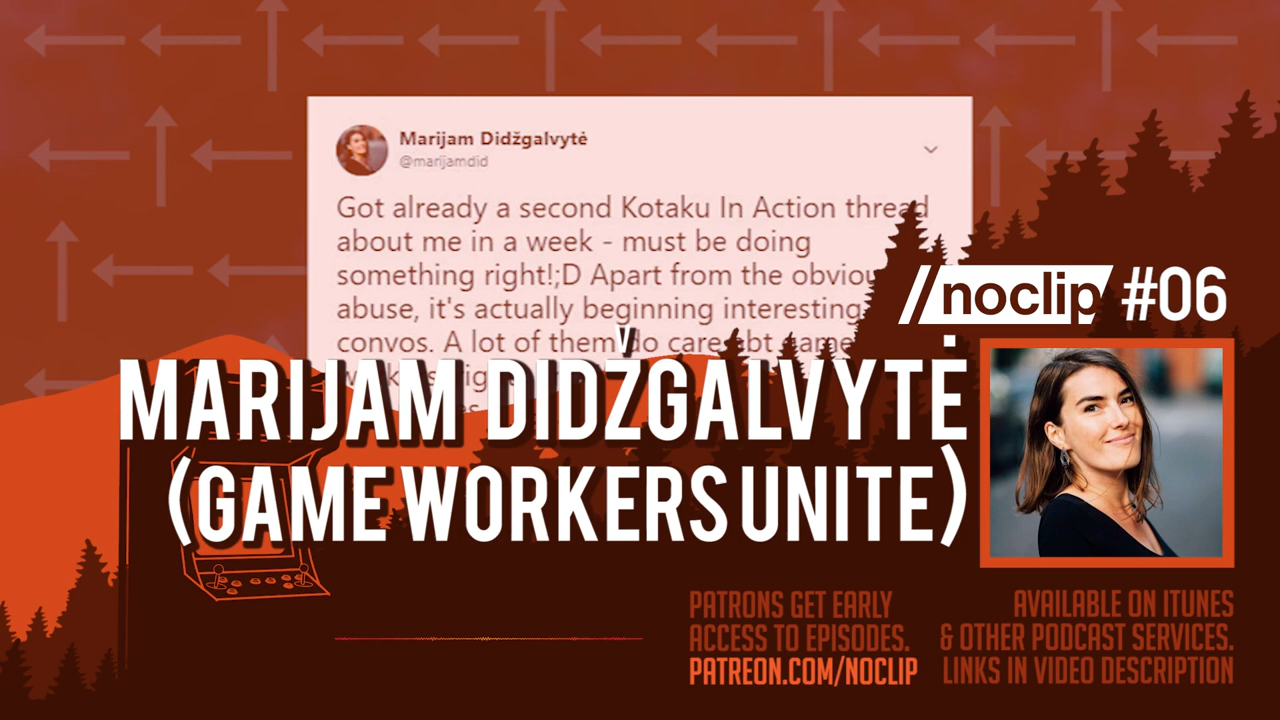 Marijam Didžgalvytė
@marijamdid
Got already a second Kotaku In Action thread
about me in a week - must be doing
something right!;D Apart from the
abuse, it's actually beginning interesting
convos. A lot of them do care abt
//noclip #06
MARIJAM DIDŽGALVYTĖ
(GAME WORKERS UNITE)
PATRONS GET EARLY
ACCESS TO EPISODES.
PATREON.COM/NOCLIP
AVAILABLE ON ITUNES
& OTHER PODCAST SERVICES.
LINKS IN VIDEO DESCRIPTION